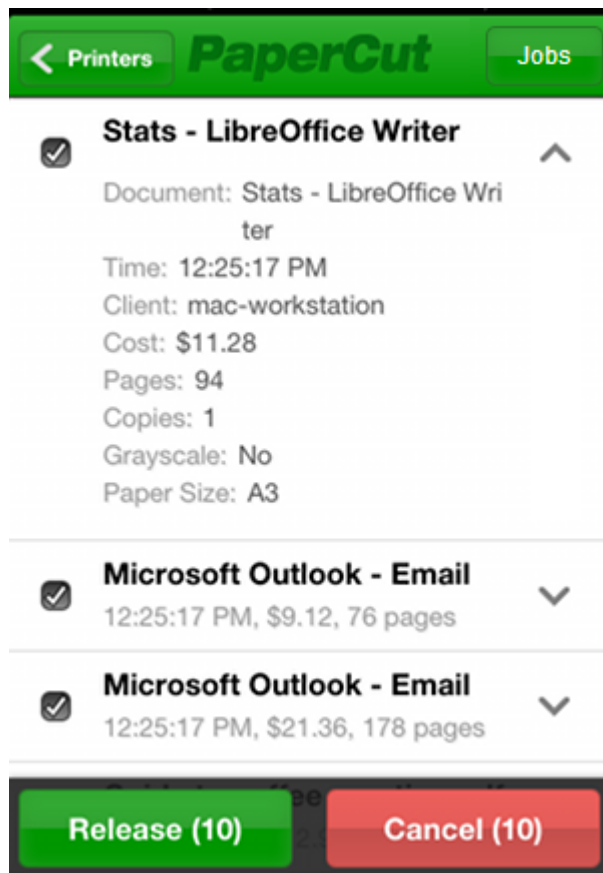 Printers PaperCut Jobs
Stats - LibreOffice Writer
Document: Stats - LibreOffice Wri
ter
Time: 12:25:17 PM
Client: mac-workstation
Cost: $11.28
Pages: 94
Copies: 1
Grayscale: No
Paper Size: A3
Microsoft Outlook - Email
12:25:17 PM, $9.12, 76 pages
Microsoft Outlook - Email
12:25:17 PM, $21.36, 178 pages
Release (10) Cancel (10)